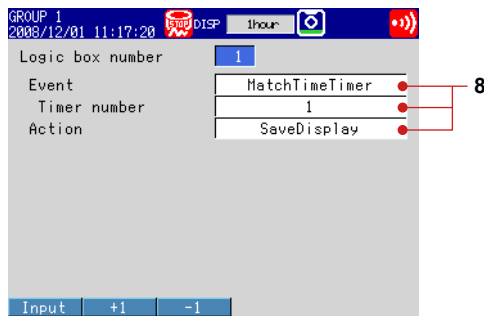 GROUP 1
2008/12/01 11:17:20 STOP DISP 1hour
Logic box number 1
Event MatchTimeTimer
Timer number 1
Action SaveDisplay
8
Input +1 -1